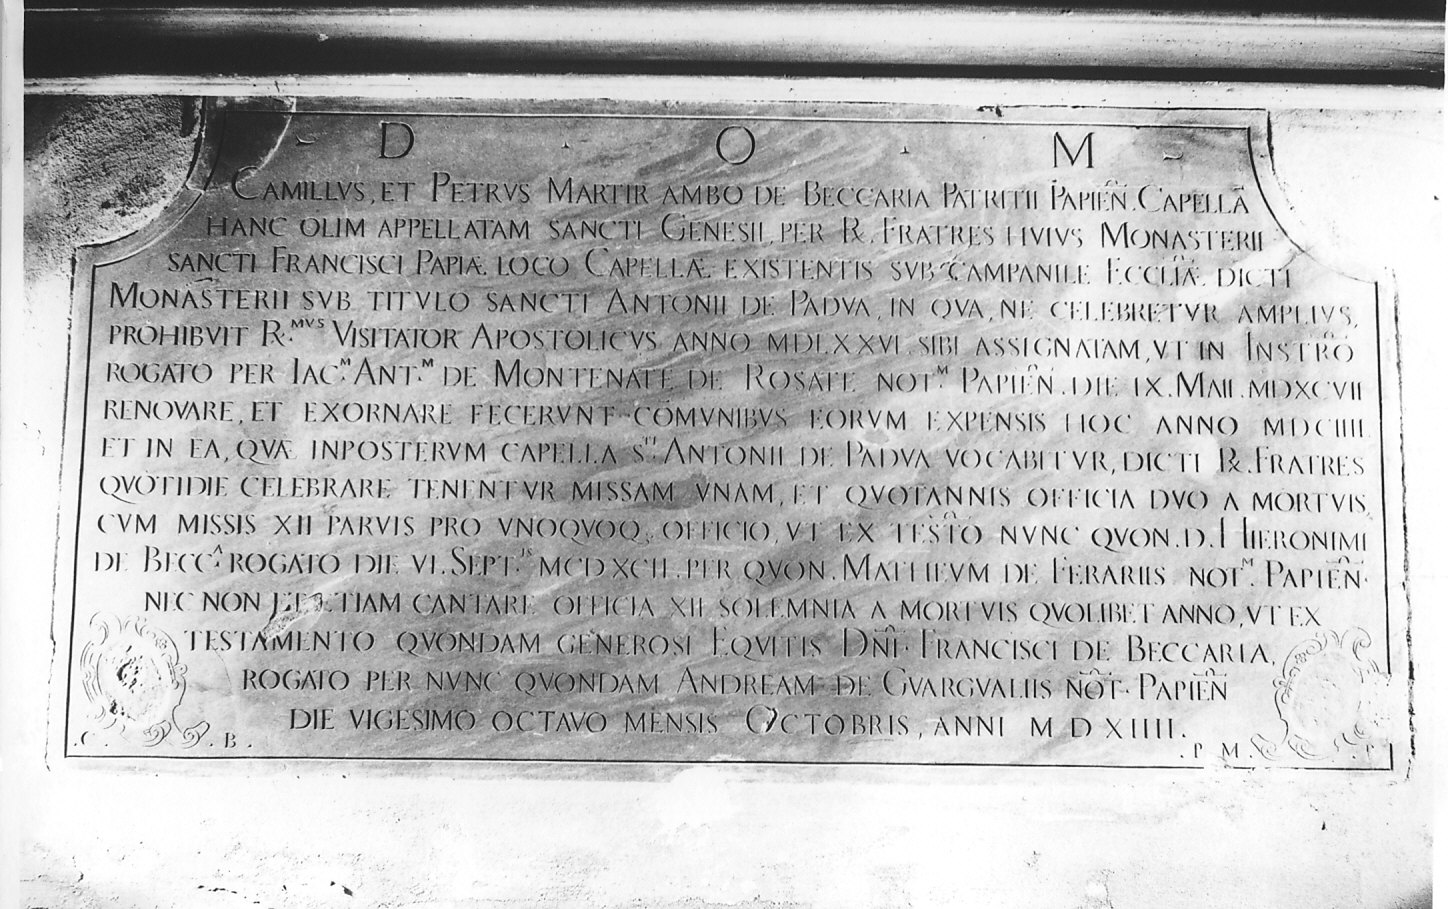 D · O · M ·
CAMILLVS, ET PETRVS MARTIR AMBO DE BECCARIA PATRITII PAPIEÑ. CAPELLĀ
HANC OLIM APPELLATAM SANCTI GENESII, PER R. FRATRES HVIVS MONASTERII
SANCTI FRANCISCI PAPIÆ. LOCO CAPELLÆ EXISTENTIS SVB CAMPANILE ECCLIÆ DICTI
MONASTERII SVB TITVLO SANCTI ANTONII DE PADVA, IN QVA, NE CELEBRETVR AMPLIVS,
PROHIBVIT R.MVS VISITATOR APOSTOLICVS ANNO MDLXXVI. SIBI ASSIGNATAM, VT IN INSTRO
ROGATO PER IAC.M ANT.M DE MONTENATE DE ROSATE NOT.M PAPIEÑ. DIE IX. MAII. MDXCVII
RENOVARE, ET EXORNARE FECERVNT COMVNIBVS EORVM EXPENSIS HOC ANNO MDCIIII.
ET IN EA, QVÆ INPOSTERVM CAPELLA S.TI ANTONII DE PADVA VOCABITVR, DICTI R. FRATRES
QVOTIDIE CELEBRARE TENENTVR MISSAM VNAM, ET QVOTANNIS OFFICIA DVO A MORTVIS,
CVM MISSIS XII PARVIS PRO VNOQVOQ. OFFICIO, VT EX TESTO NVNC QVON. D. HIERONIMI
DE BECC.A ROGATO DIE VI. SEPT. MCDXCII. PER QVON. MATHEVM DE FERARIIS NOT.M PAPIEÑ.
NEC NON ET ETIAM CANTARE OFFICIA XII SOLEMNIA A MORTVIS QVOLIBET ANNO, VT EX
TESTAMENTO QVONDAM GENEROSI EQVITIS DÑI. FRANCISCI DE BECCARIA,
ROGATO PER NVNC QVONDAM ANDREAM DE GVARGVALIIS NOT. PAPIEÑ
DIE VIGESIMO OCTAVO MENSIS OCTOBRIS, ANNI MDXIIII.
.C. B. .P M.